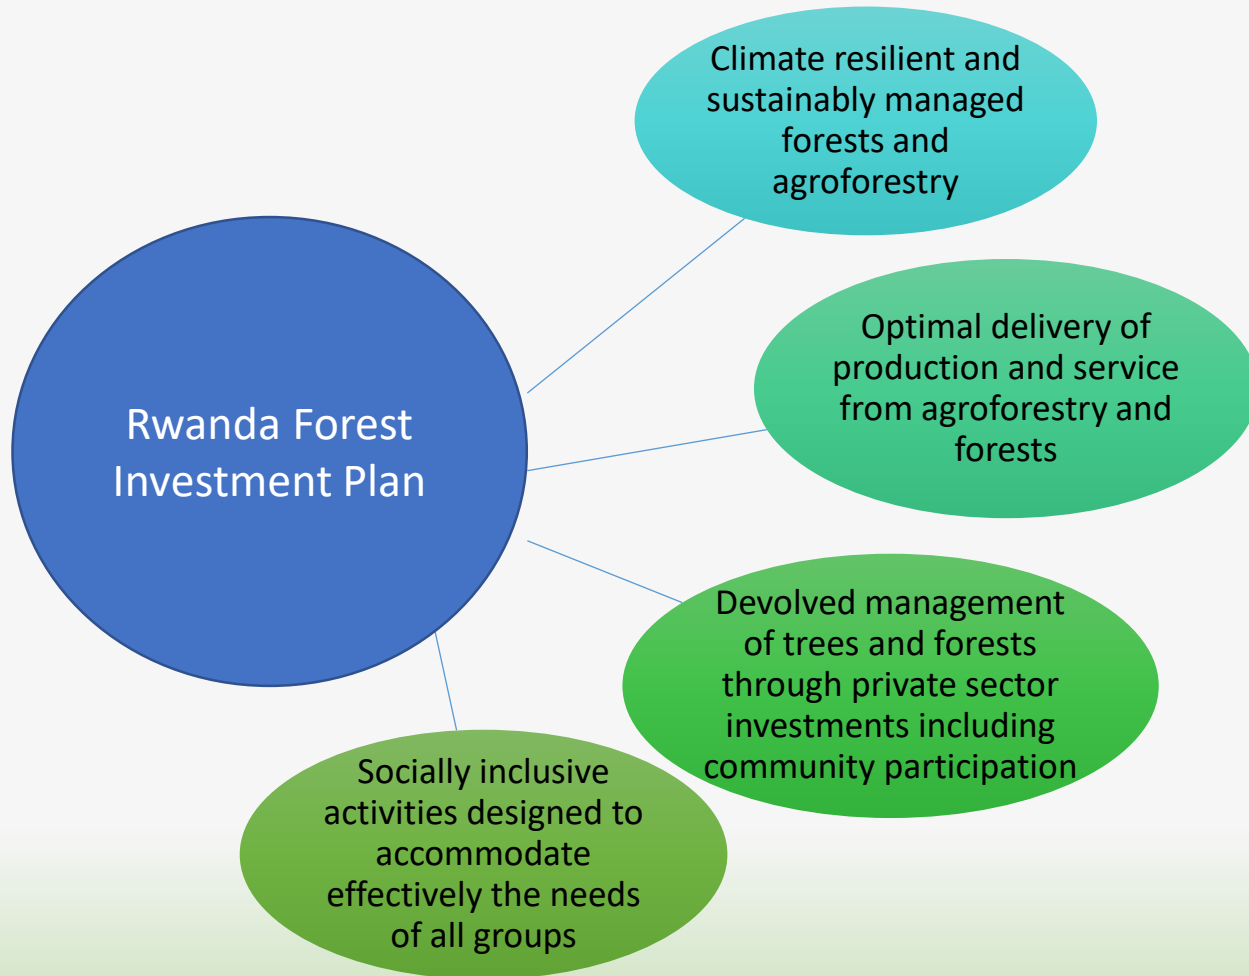 Climate resilient and
sustainably managed
forests and
agroforestry
Optimal delivery of
production and service
from agroforestry and
forests
Rwanda Forest
Investment Plan
Devolved management
of trees and forests
through private sector
investments including
community participation
Socially inclusive
activities designed to
accommodate
effectively the needs
of all groups